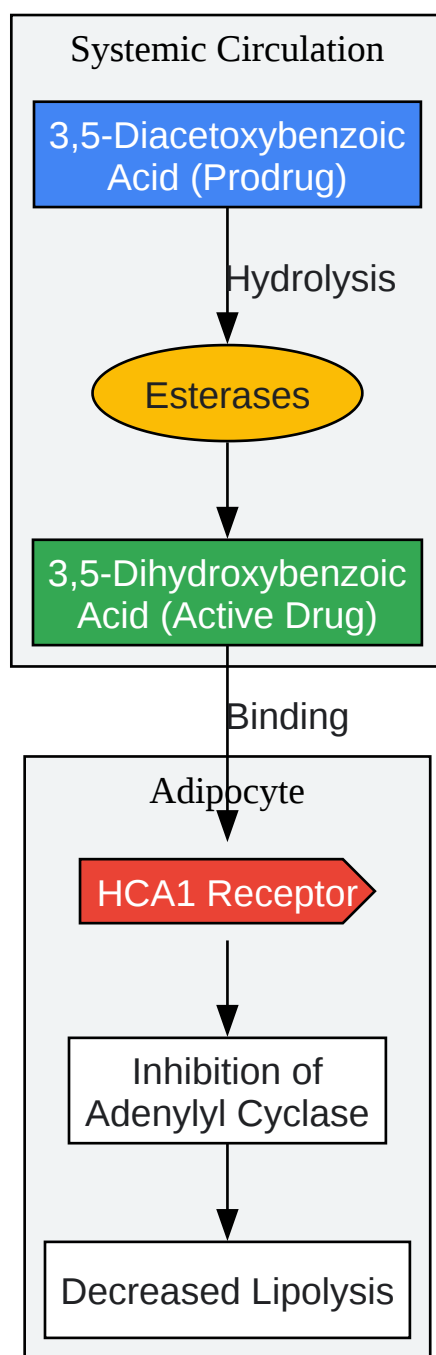 Systemic Circulation
3,5-Diacetoxybenzoic
Acid (Prodrug)
Hydrolysis
Esterases
3,5-Dihydroxybenzoic
Acid (Active Drug)
Binding
Adipocyte
HCA1 Receptor
Inhibition of
Adenylyl Cyclase
Decreased Lipolysis